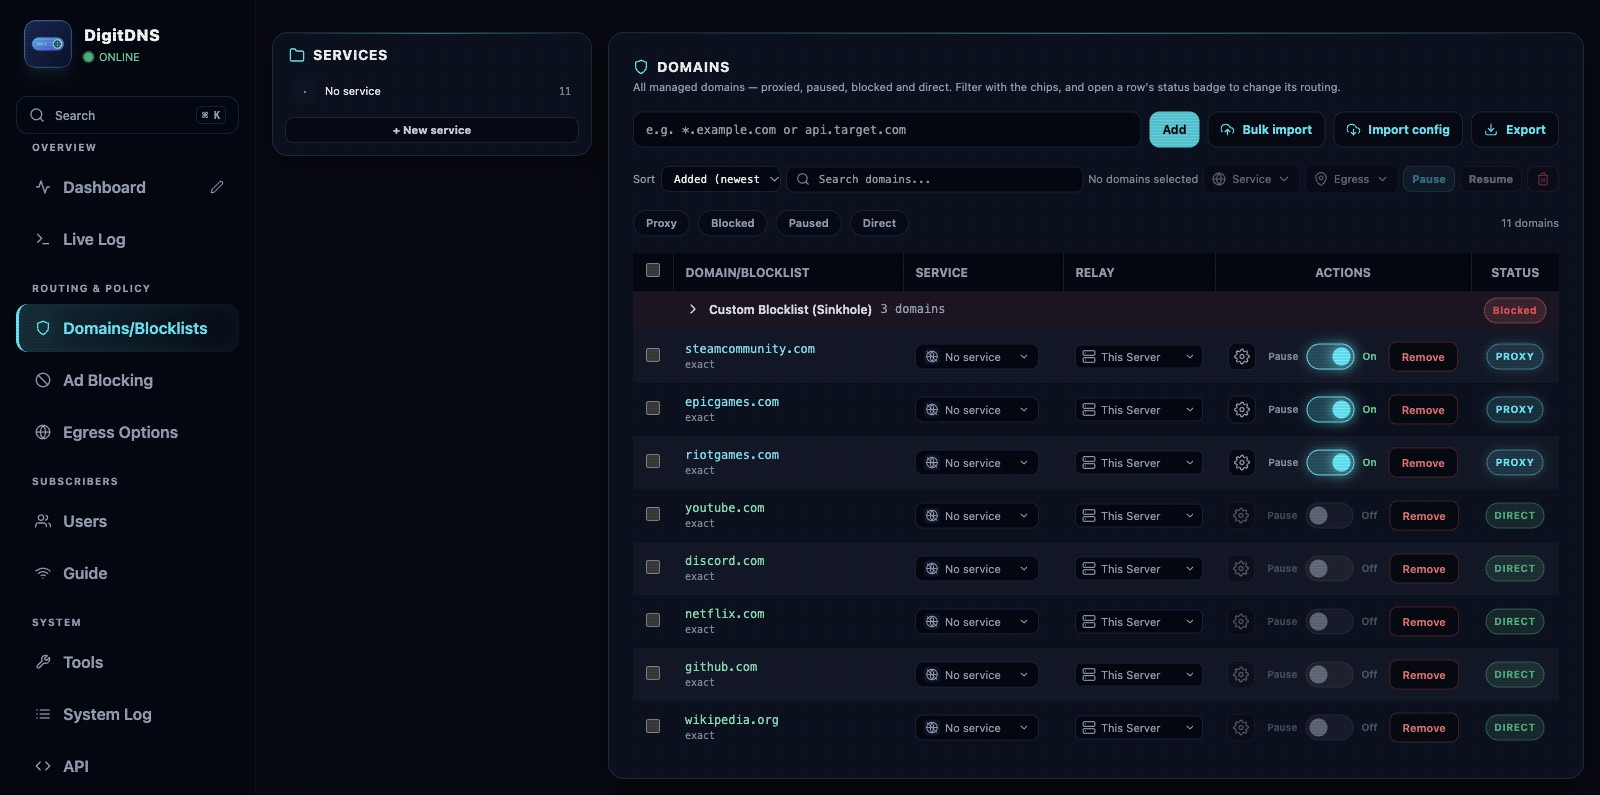 DigitDNS
ONLINE
Search ⌘ K
OVERVIEW
Dashboard
Live Log
ROUTING & POLICY
Domains/Blocklists
Ad Blocking
Egress Options
SUBSCRIBERS
Users
Guide
SYSTEM
Tools
System Log
API
SERVICES
No service 11
+ New service
DOMAINS
All managed domains — proxied, paused, blocked and direct. Filter with the chips, and open a row's status badge to change its routing.
e.g. *.example.com or api.target.com Add Bulk import Import config Export
Sort Added (newest Search domains... No domains selected Service Egress Pause Resume
Proxy Blocked Paused Direct 11 domains
DOMAIN/BLOCKLIST SERVICE RELAY ACTIONS STATUS
Custom Blocklist (Sinkhole) 3 domains Blocked
steamcommunity.com No service This Server Pause On Remove PROXY
exact
epicgames.com No service This Server Pause On Remove PROXY
exact
riotgames.com No service This Server Pause On Remove PROXY
exact
youtube.com No service This Server Pause Off Remove DIRECT
exact
discord.com No service This Server Pause Off Remove DIRECT
exact
netflix.com No service This Server Pause Off Remove DIRECT
exact
github.com No service This Server Pause Off Remove DIRECT
exact
wikipedia.org No service This Server Pause Off Remove DIRECT
exact